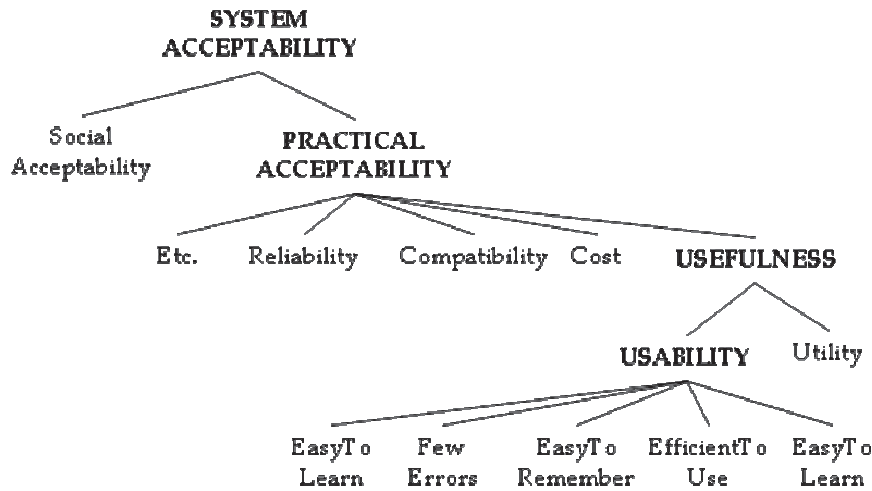 SYSTEM
ACCEPTABILITY
Social
Acceptability
PRACTICAL
ACCEPTABILITY
Etc. Reliability Compatibility Cost USEFULNESS
USABILITY Utility
EasyTo Few EasyTo EfficientTo EasyTo
Learn Errors Remember Use Learn